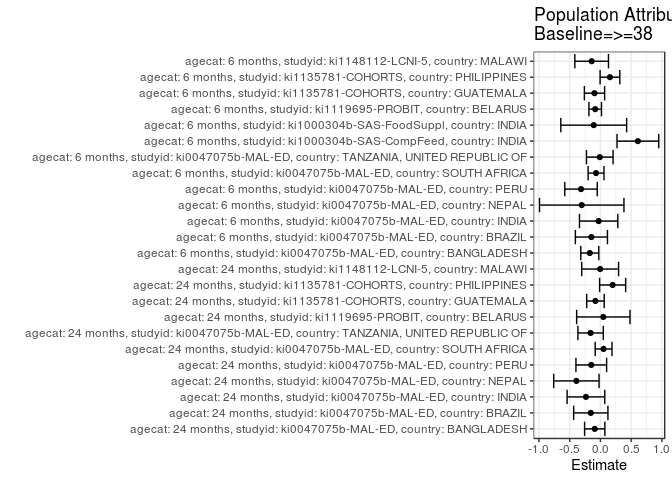 Population Attribu
Baseline=>=38
agecat: 6 months, studyid: ki1148112-LCNI-5, country: MALAWI
agecat: 6 months, studyid: ki1135781-COHORTS, country: PHILIPPINES
agecat: 6 months, studyid: ki1135781-COHORTS, country: GUATEMALA
agecat: 6 months, studyid: ki1119695-PROBIT, country: BELARUS
agecat: 6 months, studyid: ki1000304b-SAS-FoodSuppl, country: INDIA
agecat: 6 months, studyid: ki1000304b-SAS-CompFeed, country: INDIA
agecat: 6 months, studyid: ki0047075b-MAL-ED, country: TANZANIA, UNITED REPUBLIC OF
agecat: 6 months, studyid: ki0047075b-MAL-ED, country: SOUTH AFRICA
agecat: 6 months, studyid: ki0047075b-MAL-ED, country: PERU
agecat: 6 months, studyid: ki0047075b-MAL-ED, country: NEPAL
agecat: 6 months, studyid: ki0047075b-MAL-ED, country: INDIA
agecat: 6 months, studyid: ki0047075b-MAL-ED, country: BRAZIL
agecat: 6 months, studyid: ki0047075b-MAL-ED, country: BANGLADESH
agecat: 24 months, studyid: ki1148112-LCNI-5, country: MALAWI
agecat: 24 months, studyid: ki1135781-COHORTS, country: PHILIPPINES
agecat: 24 months, studyid: ki1135781-COHORTS, country: GUATEMALA
agecat: 24 months, studyid: ki1119695-PROBIT, country: BELARUS
agecat: 24 months, studyid: ki0047075b-MAL-ED, country: TANZANIA, UNITED REPUBLIC OF
agecat: 24 months, studyid: ki0047075b-MAL-ED, country: SOUTH AFRICA
agecat: 24 months, studyid: ki0047075b-MAL-ED, country: PERU
agecat: 24 months, studyid: ki0047075b-MAL-ED, country: NEPAL
agecat: 24 months, studyid: ki0047075b-MAL-ED, country: INDIA
agecat: 24 months, studyid: ki0047075b-MAL-ED, country: BRAZIL
agecat: 24 months, studyid: ki0047075b-MAL-ED, country: BANGLADESH
-1.0 -0.5 0.0 0.5 1.0
Estimate